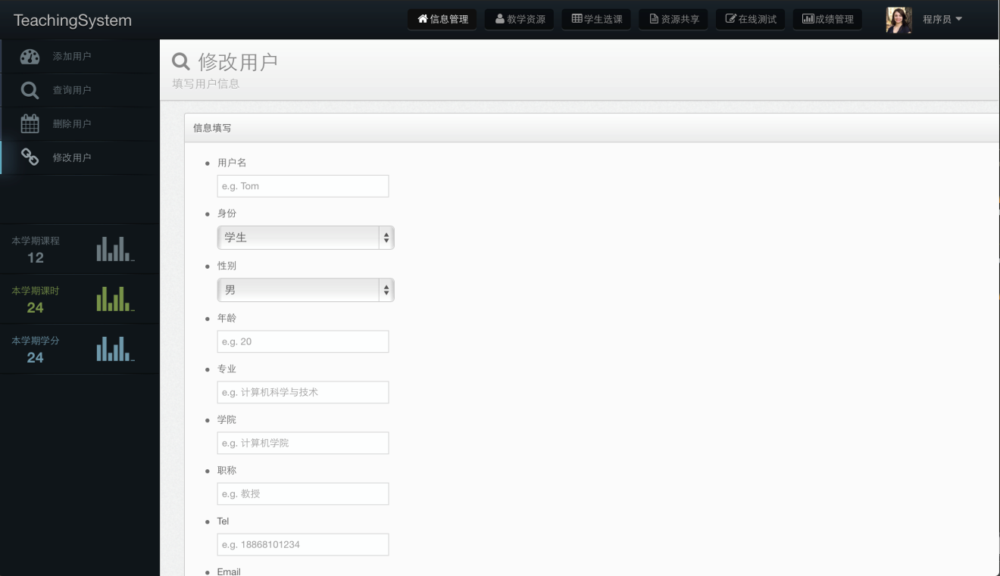 TeachingSystem
信息管理
教学资源
学生选课
资源共享
在线测试
成绩管理
程序员
添加用户
查询用户
删除用户
修改用户
本学期课程
12
本学期课时
24
本学期学分
24
修改用户
填写用户信息
信息填写
用户名
e.g. Tom
身份
学生
性别
男
年龄
e.g. 20
专业
e.g. 计算机科学与技术
学院
e.g. 计算机学院
职称
e.g. 教授
Tel
e.g. 18868101234
Email